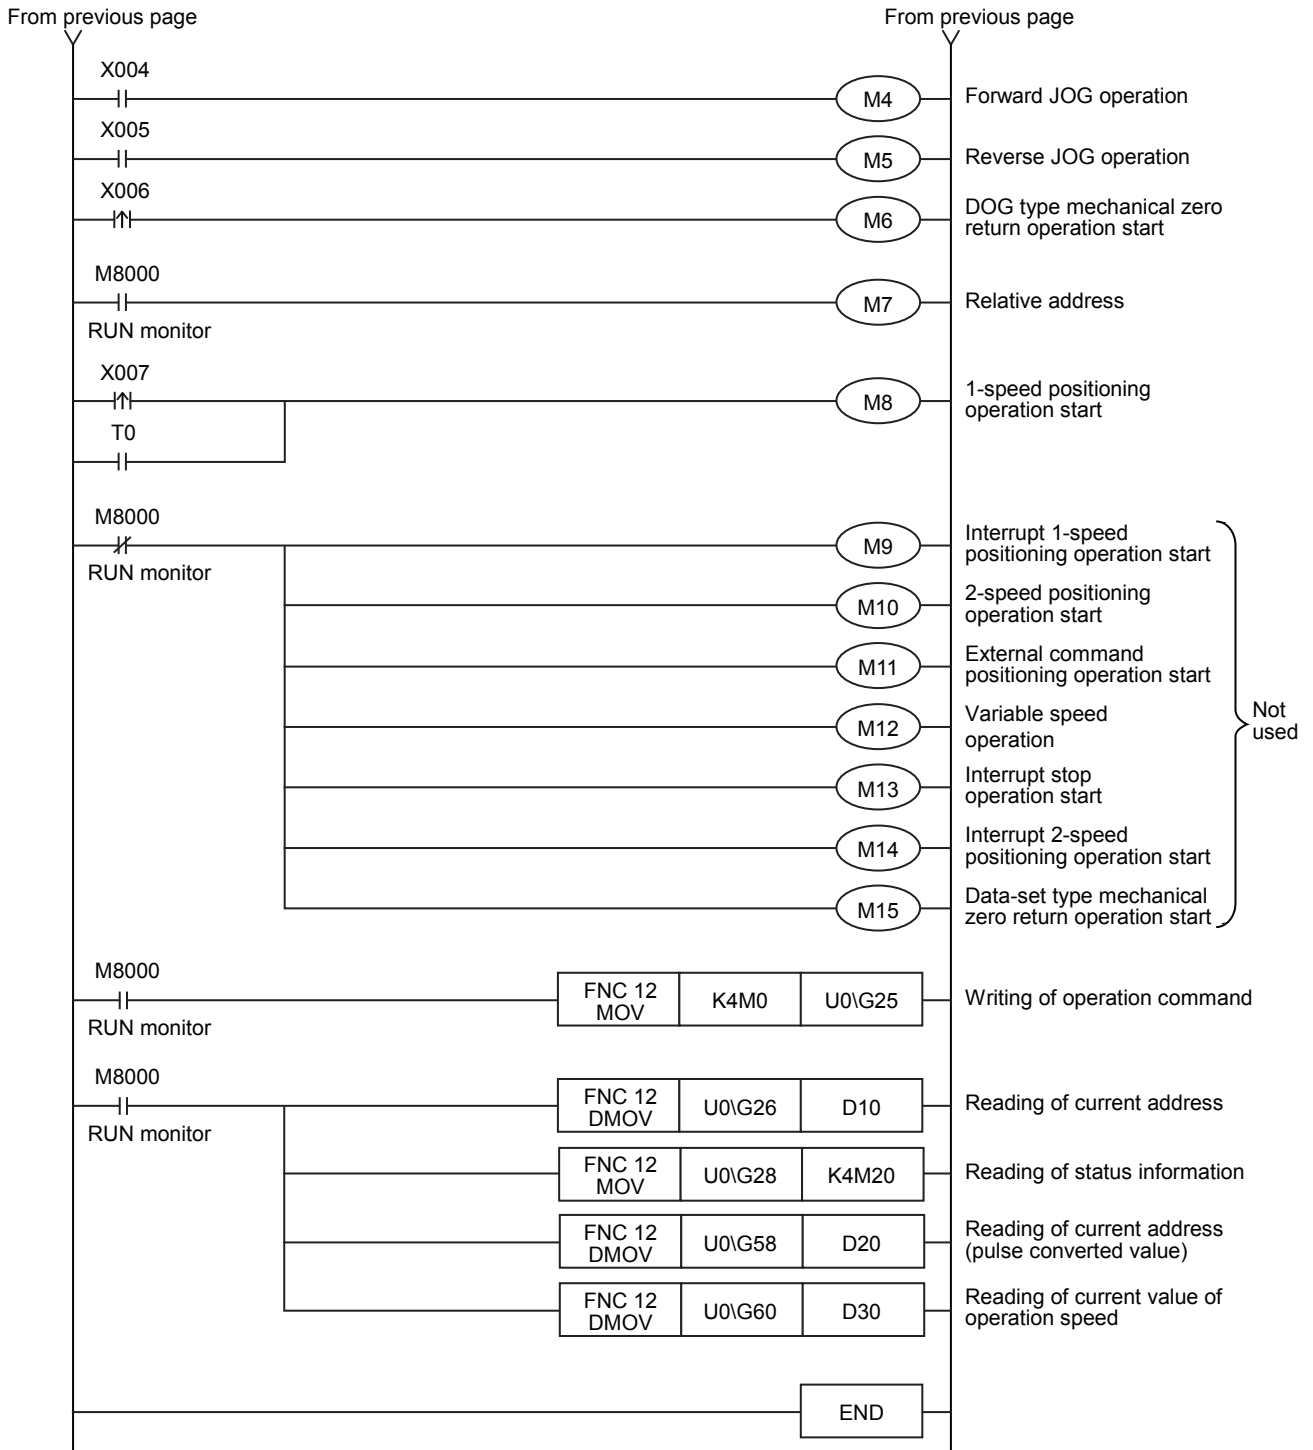 From previous page
From previous page
X004
M4
Forward JOG operation
X005
M5
Reverse JOG operation
X006
M6
DOG type mechanical zero
return operation start
M8000
M7
Relative address
RUN monitor
X007
M8
1-speed positioning
operation start
T0
M8000
RUN monitor
M9
Interrupt 1-speed
positioning operation start
M10
2-speed positioning
operation start
M11
External command
positioning operation start
M12
Variable speed
operation
M13
Interrupt stop
operation start
M14
Interrupt 2-speed
positioning operation start
M15
Data-set type mechanical
zero return operation start
Not
used
M8000
RUN monitor
FNC 12
MOV
K4M0
U0\G25
Writing of operation command
M8000
RUN monitor
FNC 12
DMOV
U0\G26
D10
Reading of current address
FNC 12
MOV
U0\G28
K4M20
Reading of status information
FNC 12
DMOV
U0\G58
D20
Reading of current address
(pulse converted value)
FNC 12
DMOV
U0\G60
D30
Reading of current value of
operation speed
END